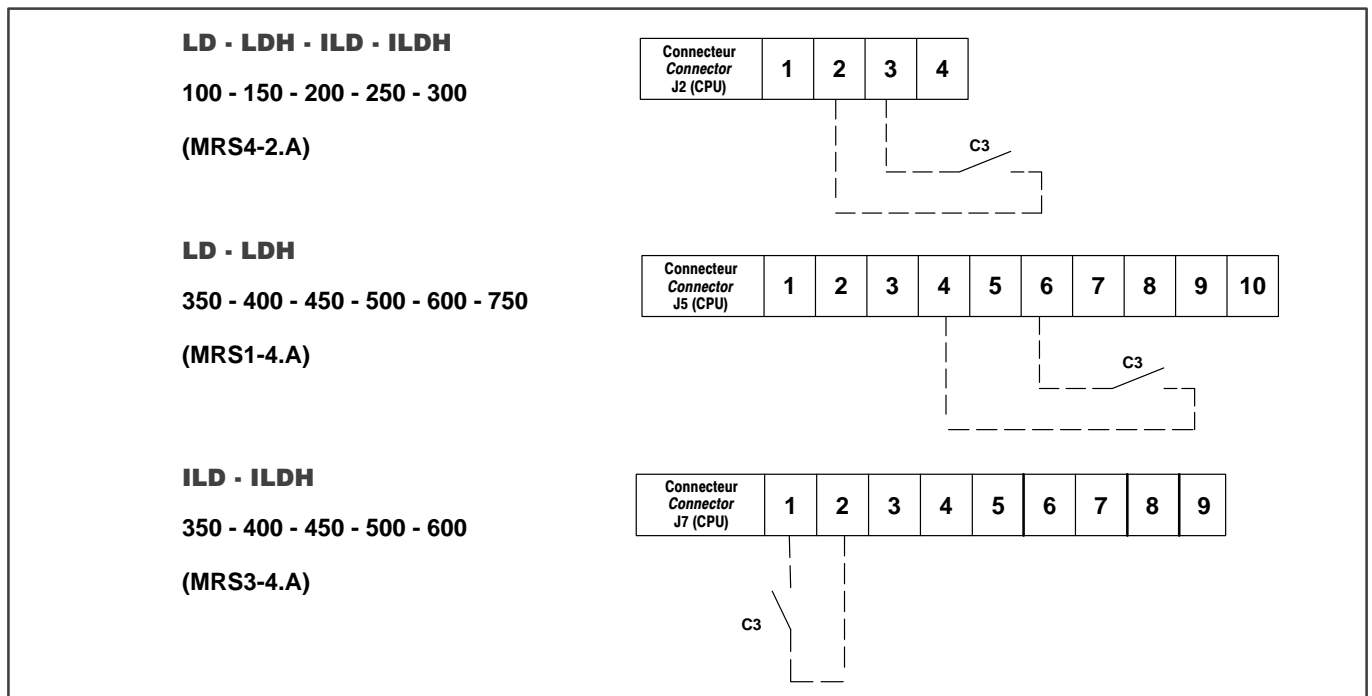 LD - LDH - ILD - ILDH
100 - 150 - 200 - 250 - 300
(MRS4-2.A)
Connecteur
Connector
J2 (CPU)
1 2 3 4
C3
LD - LDH
350 - 400 - 450 - 500 - 600 - 750
(MRS1-4.A)
Connecteur
Connector
J5 (CPU)
1 2 3 4 5 6 7 8 9 10
C3
ILD - ILDH
350 - 400 - 450 - 500 - 600
(MRS3-4.A)
Connecteur
Connector
J7 (CPU)
1 2 3 4 5 6 7 8 9
C3